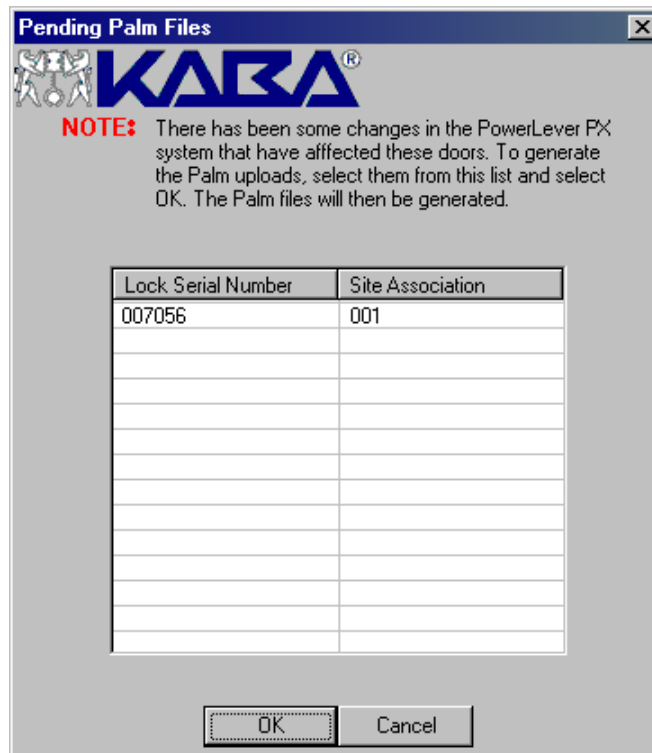 Pending Palm Files
KABA®
NOTE: There has been some changes in the PowerLever PX
system that have afffected these doors. To generate
the Palm uploads, select them from this list and select
OK. The Palm files will then be generated.
Lock Serial Number Site Association
007056 001
OK Cancel